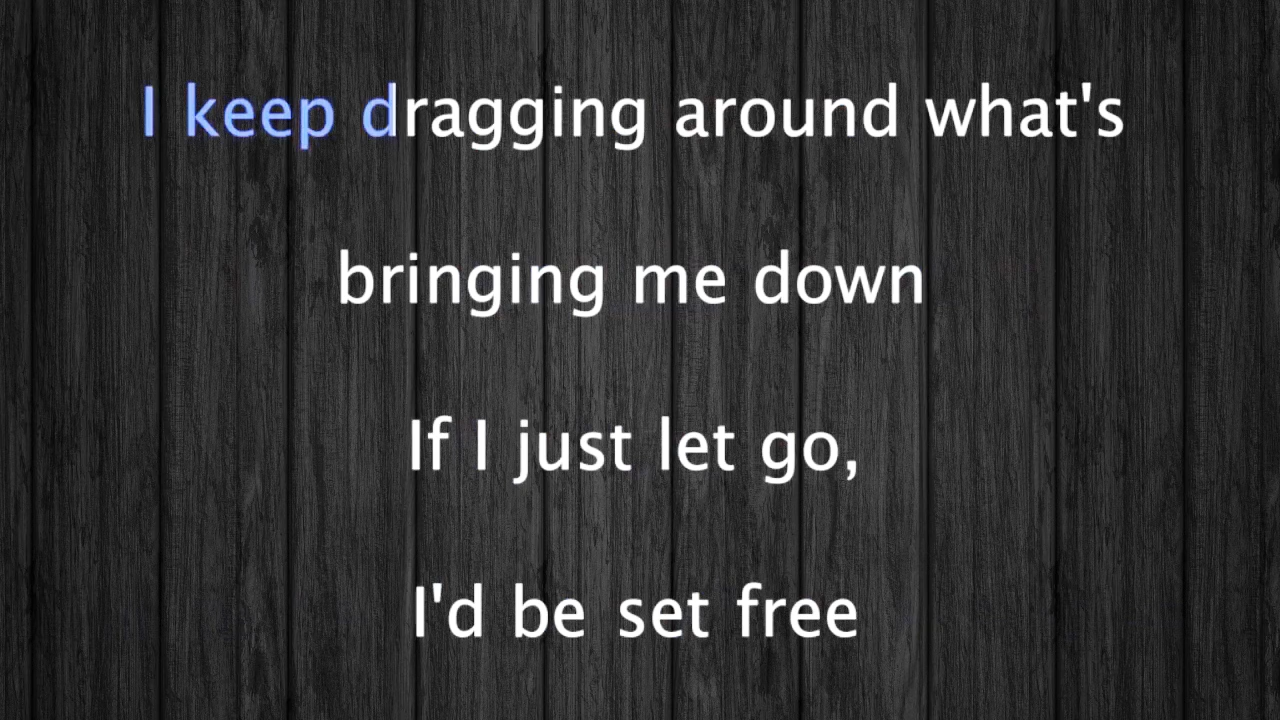 I keep dragging around what's
bringing me down
If I just let go,
I'd be set free